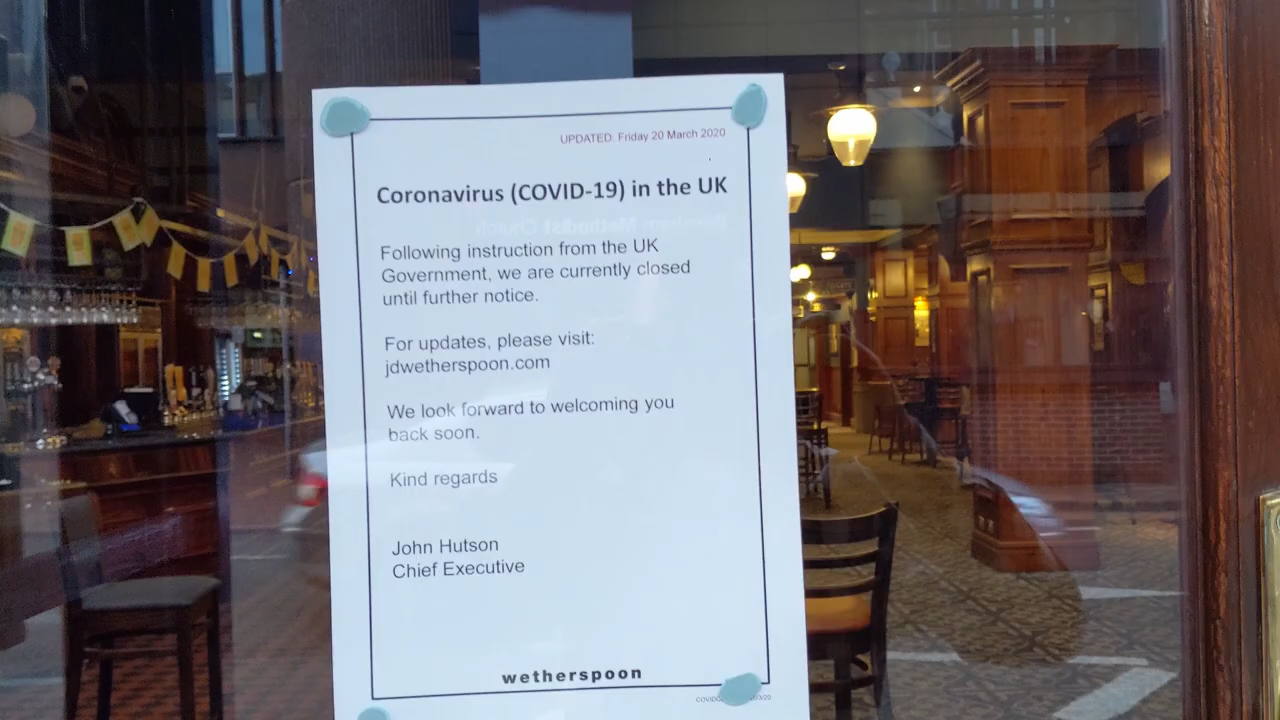 UPDATED: Friday 20 March 2020
Coronavirus (COVID-19) in the UK
Following instruction from the UK
Government, we are currently closed
until further notice.
For updates, please visit:
jdwetherspoon.com
We look forward to welcoming you
back soon.
Kind regards
John Hutson
Chief Executive
wetherspoon